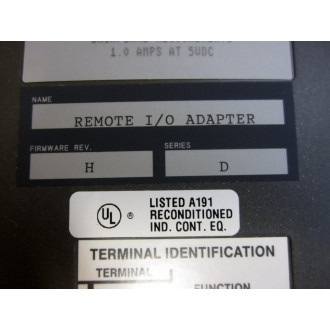 1.0 AMPS AT 5VDC
NAME
REMOTE I/O ADAPTER
FIRMWARE REV. SERIES
H D
UL ® LISTED A191
RECONDITIONED
IND. CONT. EQ.
TERMINAL IDENTIFICATION
TERMINAL
FUNCTION